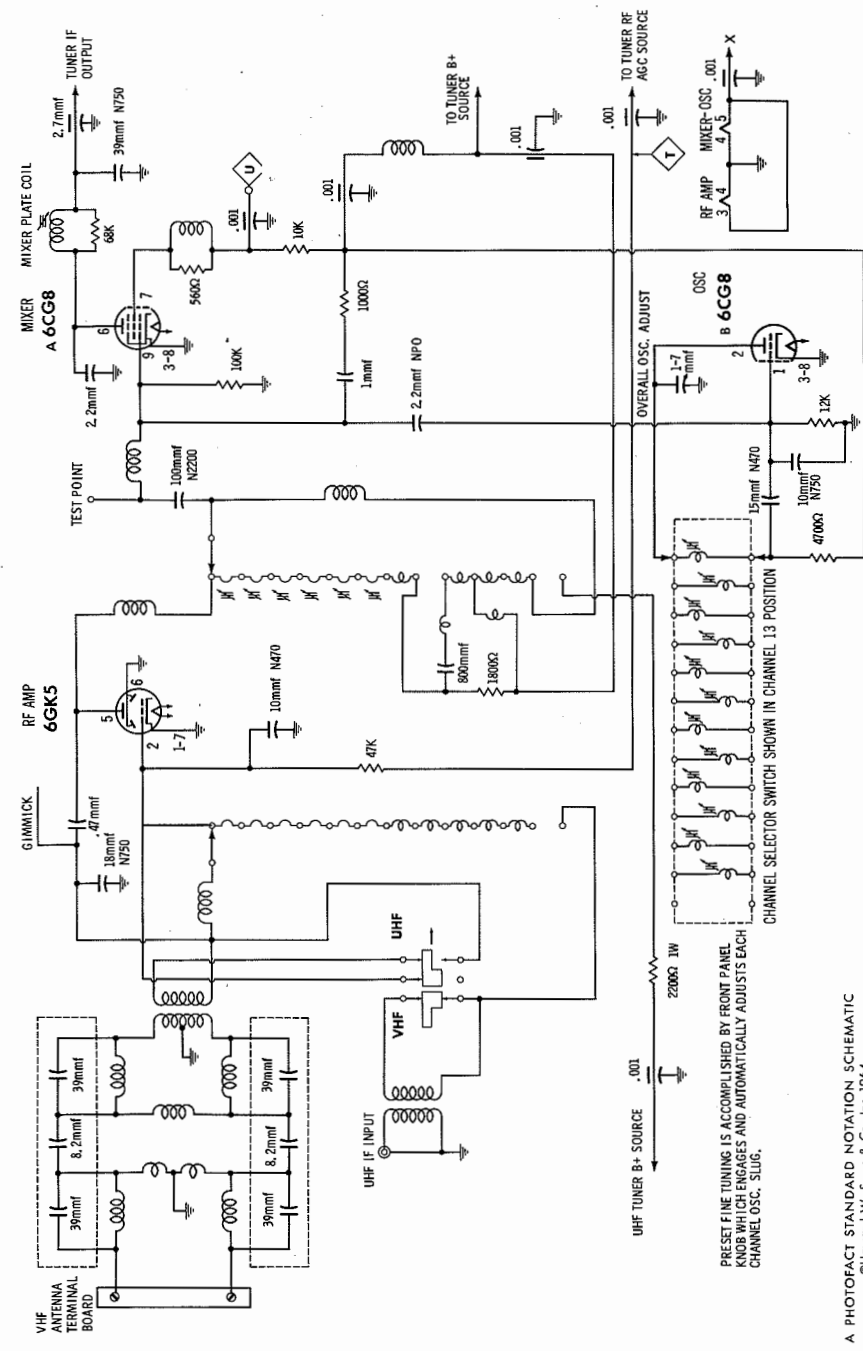 VHF
ANTENNA
TERMINAL
BOARD
39mmf
8.2mmf
39mmf
39mmf
8.2mmf
39mmf
GIMMICK
.47mmf
18mmf
N750
RF AMP
6GK5
5
6
2
1-7
10mmf N470
47K
TEST POINT
100mmf
N2200
2.2mmf
MIXER
A 6CG8
6
7
9
3-8
100K
MIXER PLATE COIL
68K
2.7mmf
TUNER IF
OUTPUT
39mmf N750
560Ω
.001
U
10K
1000Ω
1mmf
2.2mmf NPO
.001
TO TUNER B+
SOURCE
.001
800mmf
1800Ω
UHF
VHF
UHF IF INPUT
.001
TO TUNER RF
AGC SOURCE
T
UHF TUNER B+ SOURCE
.001
2200Ω 1W
OVERALL OSC. ADJUST
1-7
mmf
OSC
B 6CG8
2
1
3-8
12K
15mmf N470
10mmf
N750
4700Ω
RF AMP
3
4
MIXER-OSC
4
5
.001
X
CHANNEL SELECTOR SWITCH SHOWN IN CHANNEL 13 POSITION
PRESET FINE TUNING IS ACCOMPLISHED BY FRONT PANEL
KNOB WHICH ENGAGES AND AUTOMATICALLY ADJUSTS EACH
CHANNEL OSC. SLUG.
A PHOTOFACT STANDARD NOTATION SCHEMATIC